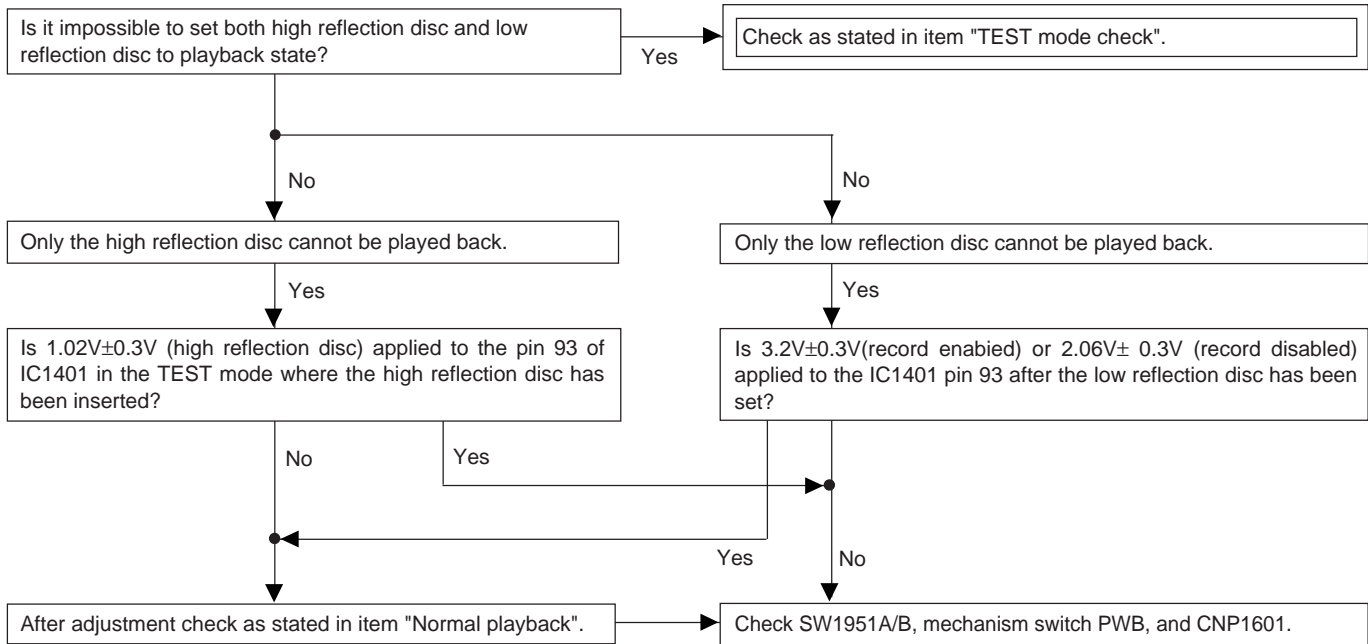 Is it impossible to set both high reflection disc and low
reflection disc to playback state?
Yes
Check as stated in item "TEST mode check".
No
No
Only the high reflection disc cannot be played back.
Only the low reflection disc cannot be played back.
Yes
Yes
Is 1.02V±0.3V (high reflection disc) applied to the pin 93 of
IC1401 in the TEST mode where the high reflection disc has
been inserted?
Is 3.2V±0.3V(record enabied) or 2.06V± 0.3V (record disabled)
applied to the IC1401 pin 93 after the low reflection disc has been
set?
No
Yes
Yes
No
After adjustment check as stated in item "Normal playback".
Check SW1951A/B, mechanism switch PWB, and CNP1601.